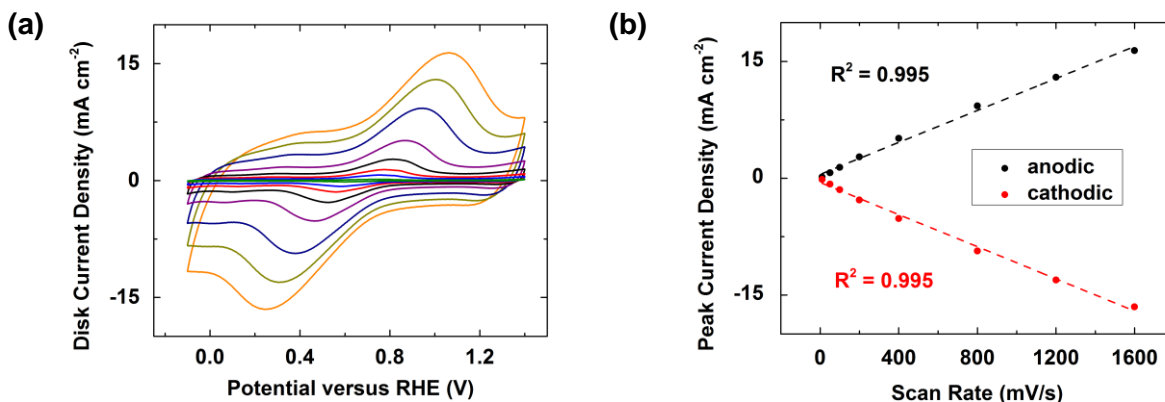 (a)
Disk Current Density (mA cm⁻²)
15
0
-15
0.0 0.4 0.8 1.2
Potential versus RHE (V)
(b)
Peak Current Density (mA cm⁻²)
15
0
-15
R² = 0.995
anodic
cathodic
R² = 0.995
0 400 800 1200 1600
Scan Rate (mV/s)